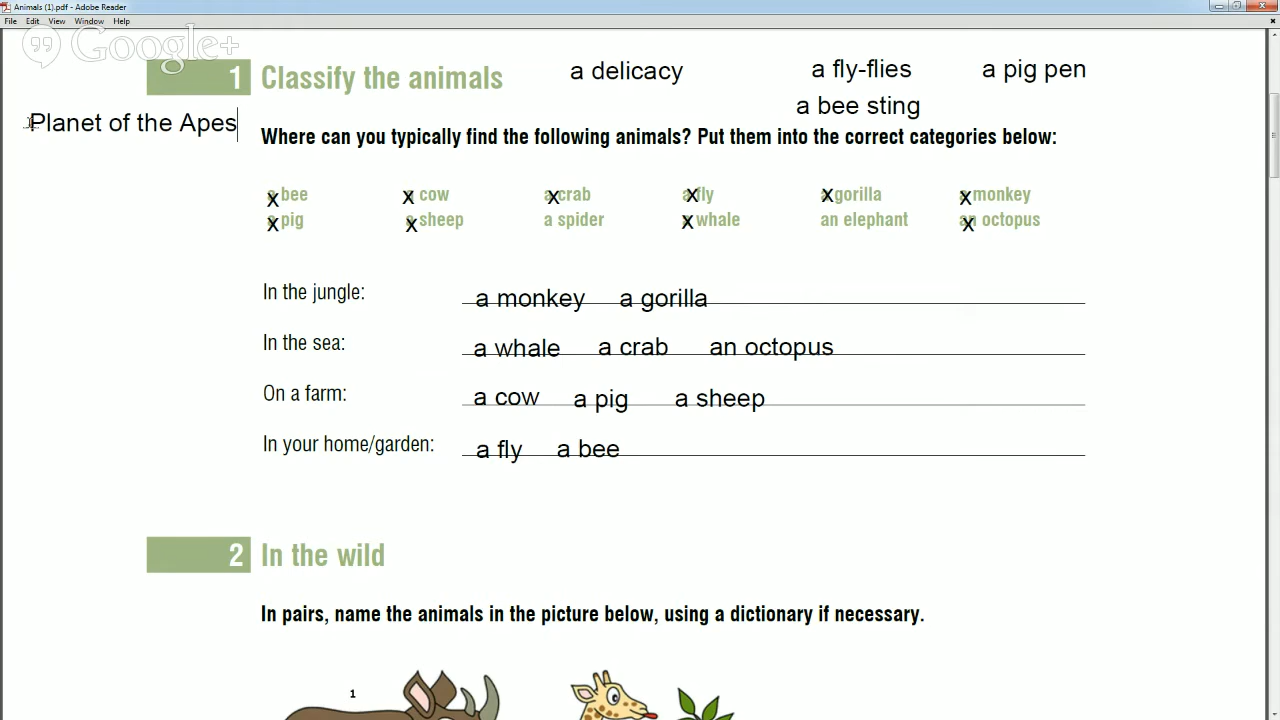 Animals (1).pdf - Adobe Reader
File Edit View Window Help
Google+
1 Classify the animals
a delicacy a fly-flies a pig pen
a bee sting
Planet of the Apes
Where can you typically find the following animals? Put them into the correct categories below:
a bee a cow a crab a fly a gorilla a monkey
x x x x x x
a pig a sheep a spider a whale an elephant an octopus
x x x x
In the jungle: a monkey a gorilla
In the sea: a whale a crab an octopus
On a farm: a cow a pig a sheep
In your home/garden: a fly a bee
2 In the wild
In pairs, name the animals in the picture below, using a dictionary if necessary.
1